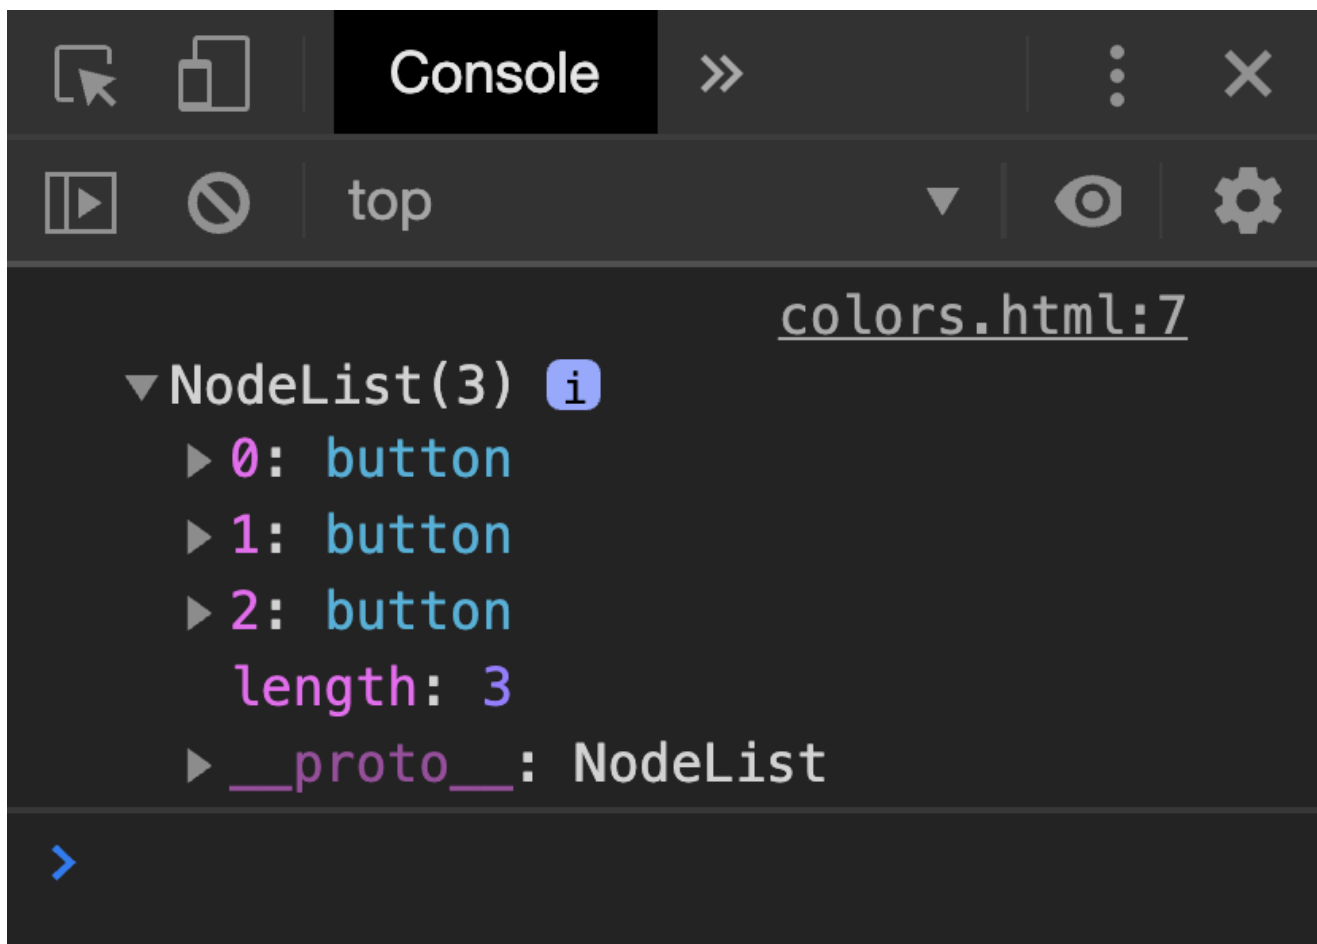 Console
top
colors.html:7
NodeList(3) i
0: button
1: button
2: button
length: 3
__proto__: NodeList